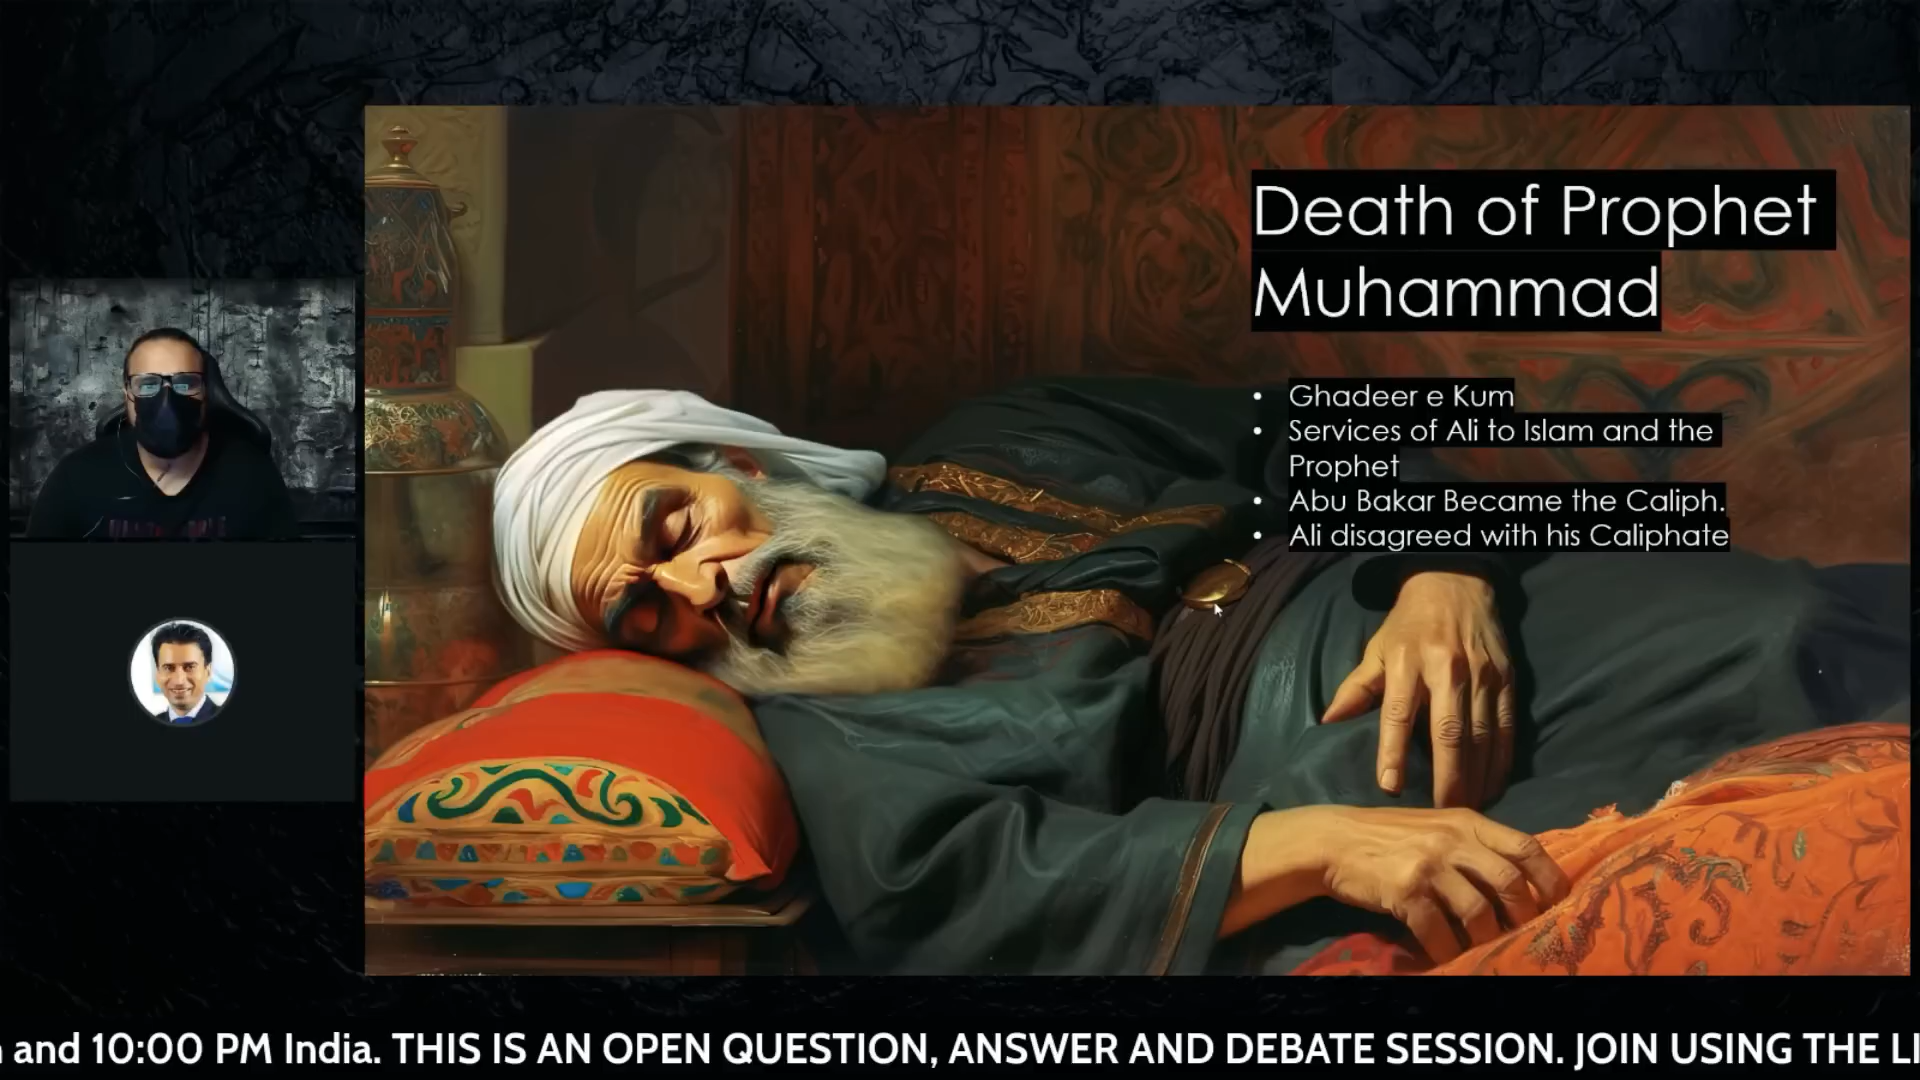 Death of Prophet
Muhammad
• Ghadeer e Kum
• Services of Ali to Islam and the
Prophet
• Abu Bakar Became the Caliph.
• Ali disagreed with his Caliphate
and 10:00 PM India. THIS IS AN OPEN QUESTION, ANSWER AND DEBATE SESSION. JOIN USING THE